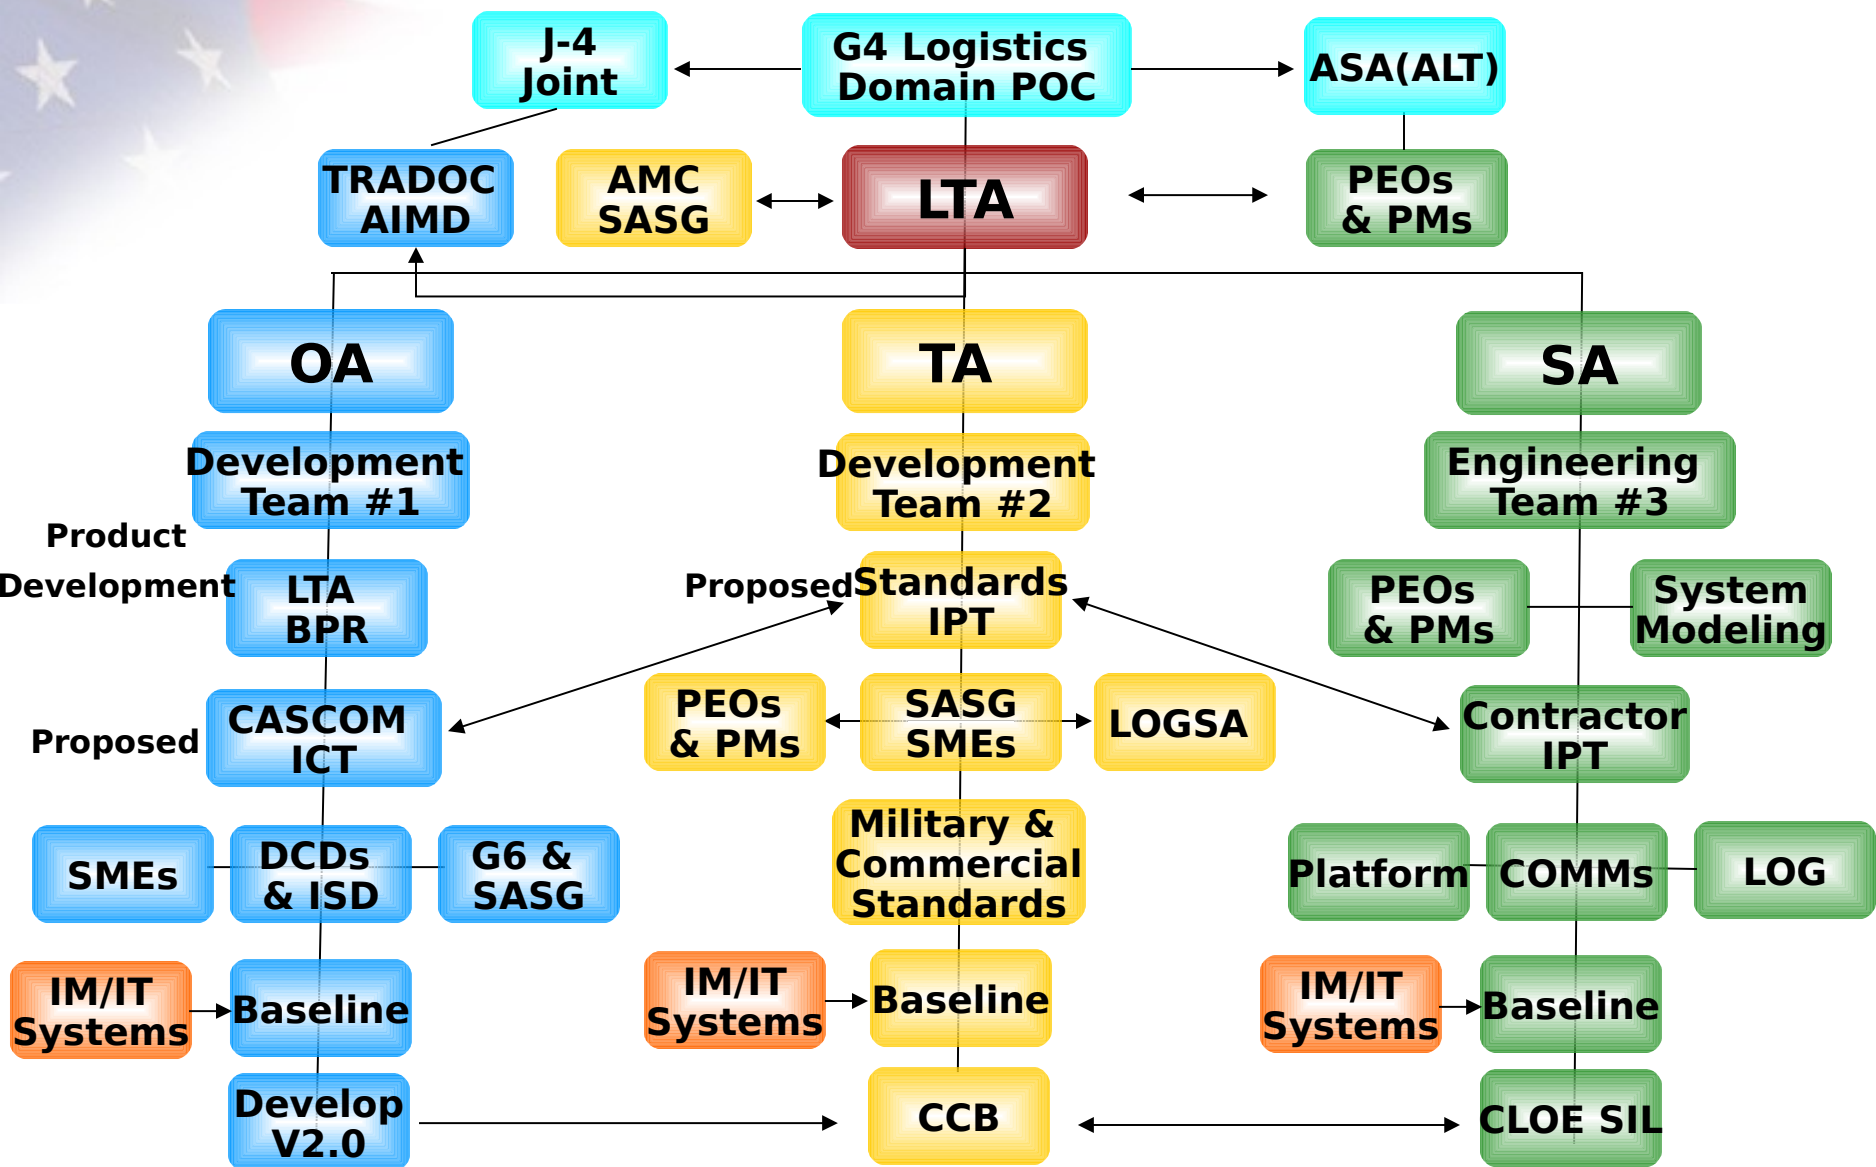 J-4
Joint
G4 Logistics
Domain POC
ASA(ALT)
TRADOC
AIMD
AMC
SASG
LTA
PEOs
& PMs
OA
TA
SA
Development
Team #1
Development
Team #2
Engineering
Team #3
Product
Development
LTA
BPR
Proposed
Standards
IPT
PEOs
& PMs
System
Modeling
Proposed
CASCOM
ICT
PEOs
& PMs
SASG
SMEs
LOGSA
Contractor
IPT
SMEs
DCDs
& ISD
G6 &
SASG
Military &
Commercial
Standards
Platform
COMMs
LOG
IM/IT
Systems
Baseline
IM/IT
Systems
Baseline
IM/IT
Systems
Baseline
Develop
V2.0
CCB
CLOE SIL